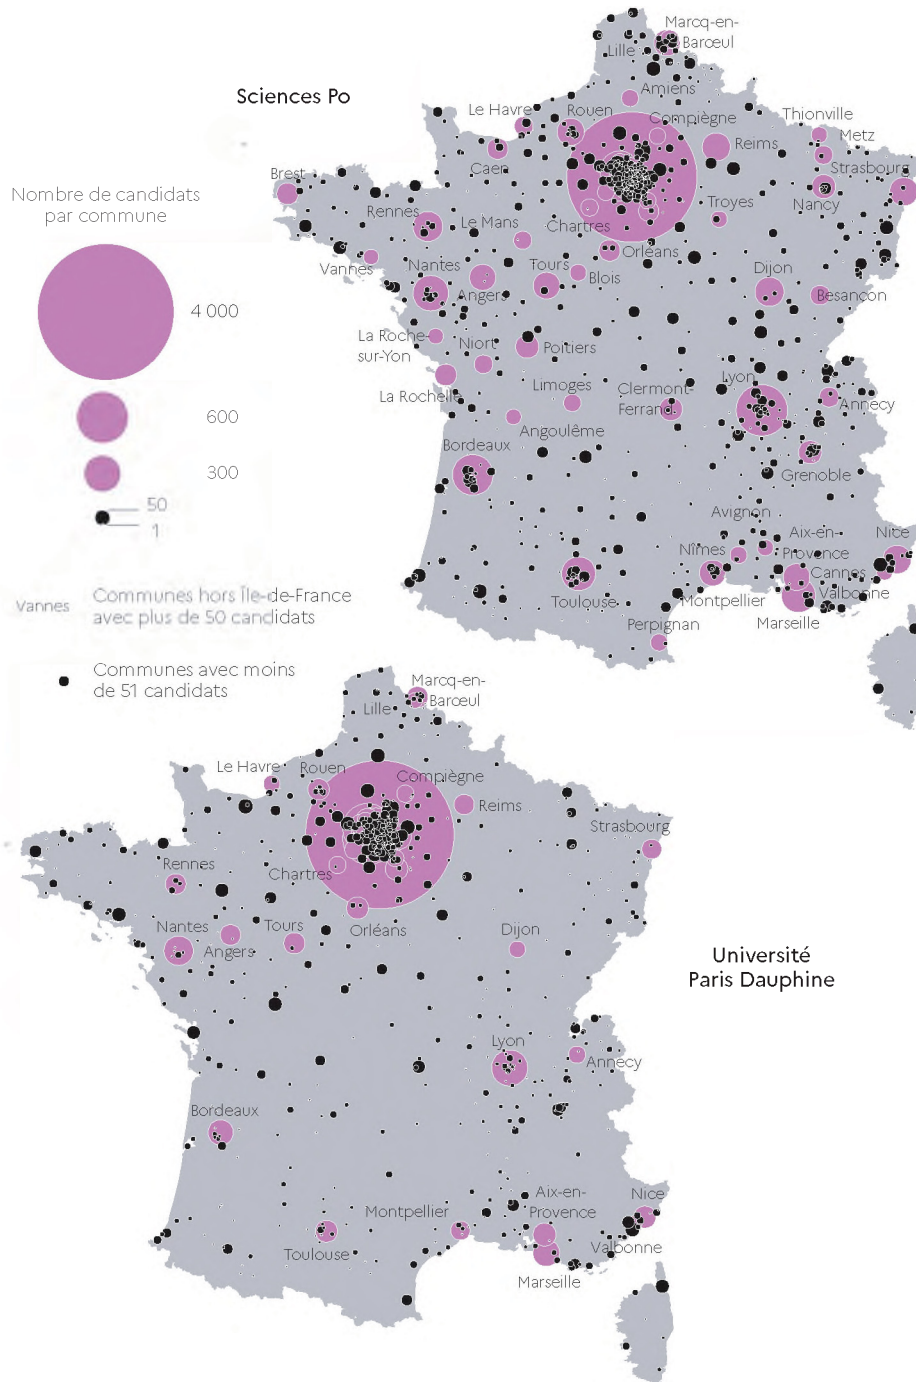 Sciences Po
Nombre de candidats
par commune
4 000
600
300
50
1
Vannes
Communes hors Île-de-France
avec plus de 50 candidats
Communes avec moins
de 51 candidats
Marcq-en-
Barœul
Lille
Amiens
Le Havre
Rouen
Compiègne
Thionville
Metz
Reims
Caen
Strasbourg
Brest
Nancy
Rennes
Le Mans
Chartres
Troyes
Orléans
Vannes
Nantes
Tours
Blois
Dijon
Angers
Besançon
La Roche-
sur-Yon
Niort
Poitiers
Lyon
La Rochelle
Limoges
Clermont-
Ferrand
Annecy
Angoulême
Bordeaux
Grenoble
Avignon
Aix-en-
Provence
Nice
Nîmes
Cannes
Toulouse
Montpellier
Valbonne
Marseille
Perpignan
Marcq-en-
Barœul
Lille
Le Havre
Rouen
Compiègne
Reims
Strasbourg
Rennes
Chartres
Nantes
Angers
Tours
Orléans
Dijon
Université
Paris Dauphine
Lyon
Annecy
Bordeaux
Aix-en-
Provence
Nice
Montpellier
Toulouse
Valbonne
Marseille